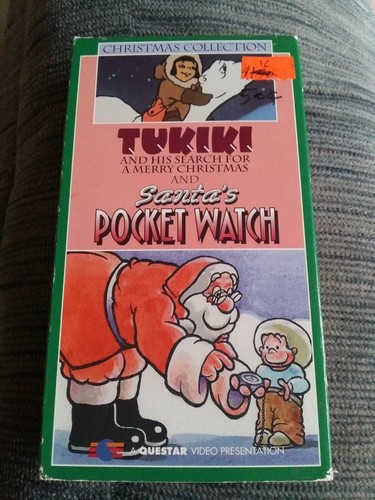 CHRISTMAS COLLECTION
TUKIKI
AND HIS SEARCH FOR
A MERRY CHRISTMAS
AND
Santa's
POCKET WATCH
A QUESTAR VIDEO PRESENTATION